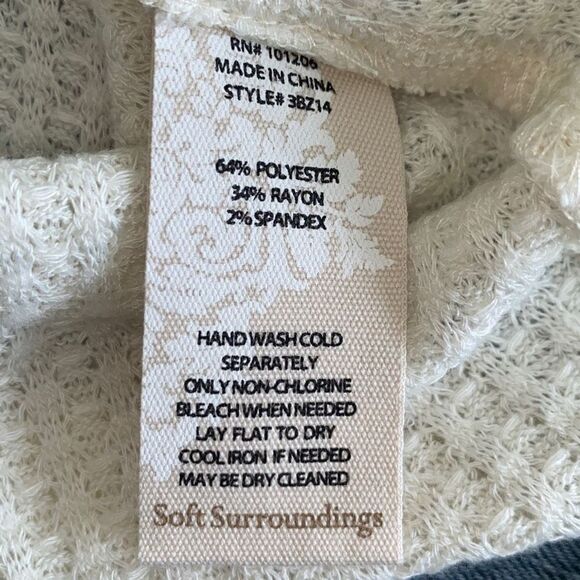 RN# 101206
MADE IN CHINA
STYLE# 3BZ14
64% POLYESTER
34% RAYON
2% SPANDEX
HAND WASH COLD
SEPARATELY
ONLY NON-CHLORINE
BLEACH WHEN NEEDED
LAY FLAT TO DRY
COOL IRON IF NEEDED
MAY BE DRY CLEANED
Soft Surroundings